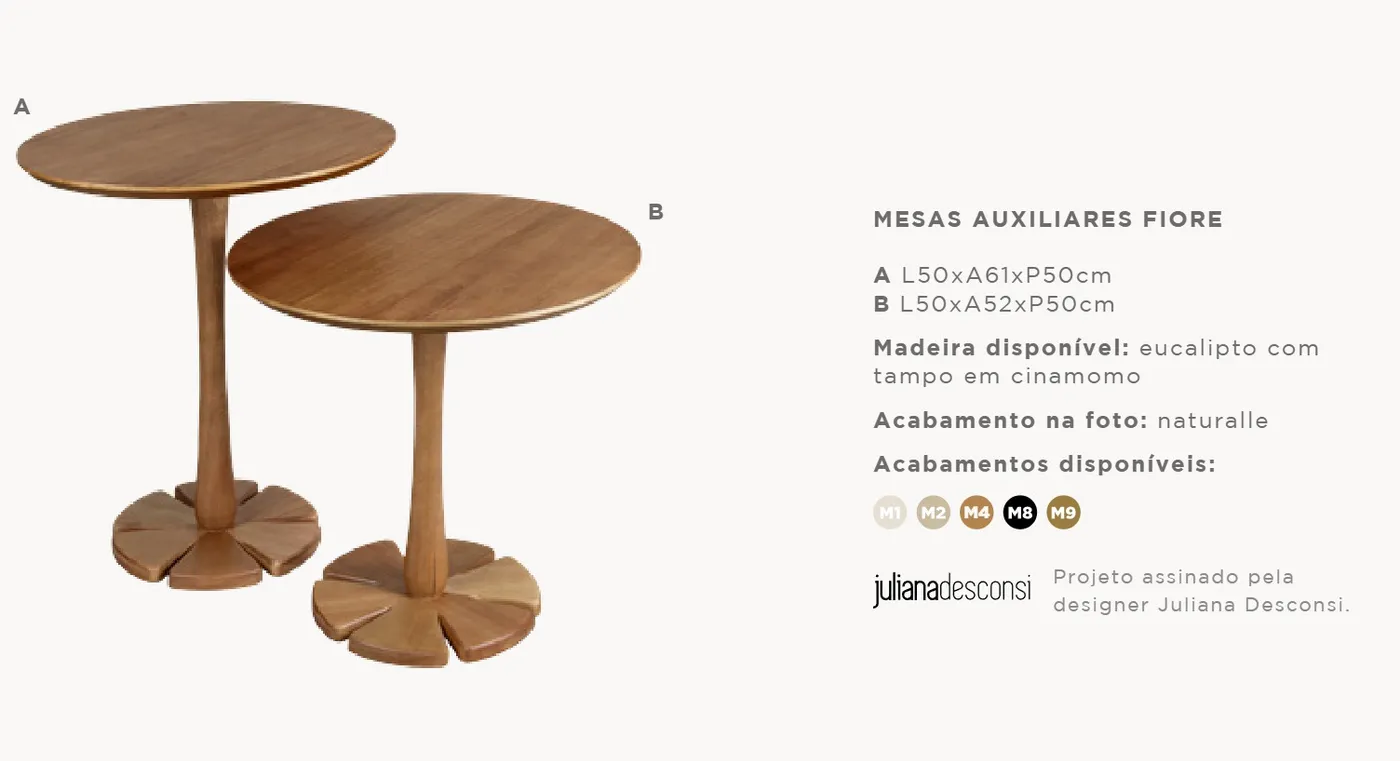 A
B
MESAS AUXILIARES FIORE
A L50xA61xP50cm
B L50xA52xP50cm
Madeira disponível: eucalipto com
tampo em cinamomo
Acabamento na foto: naturalle
Acabamentos disponíveis:
M1 M2 M4 M8 M9
julianadesconsi
Projeto assinado pela
designer Juliana Desconsi.